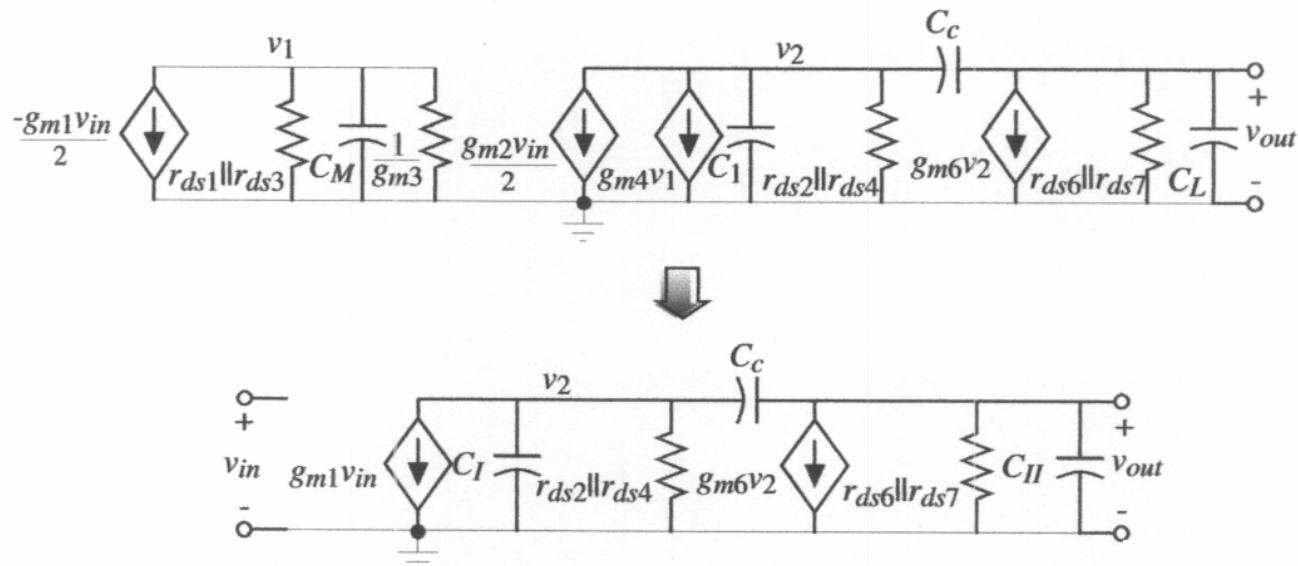 v1
v2
Cc
-gm1vin
2
rds1||rds3
CM
1
gm3
gm2vin
2
gm4v1
C1
rds2||rds4
gm6v2
rds6||rds7
CL
+
vout
-
v2
Cc
+
vin
-
gm1vin
CI
rds2||rds4
gm6v2
rds6||rds7
CII
+
vout
-